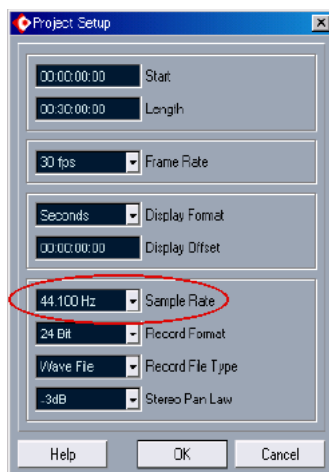 Project Setup
00:00:00:00 Start
00:30:00:00 Length
30 fps Frame Rate
Seconds Display Format
00:00:00:00 Display Offset
44.100 Hz Sample Rate
24 Bit Record Format
Wave File Record File Type
-3dB Stereo Pan Law
Help OK Cancel